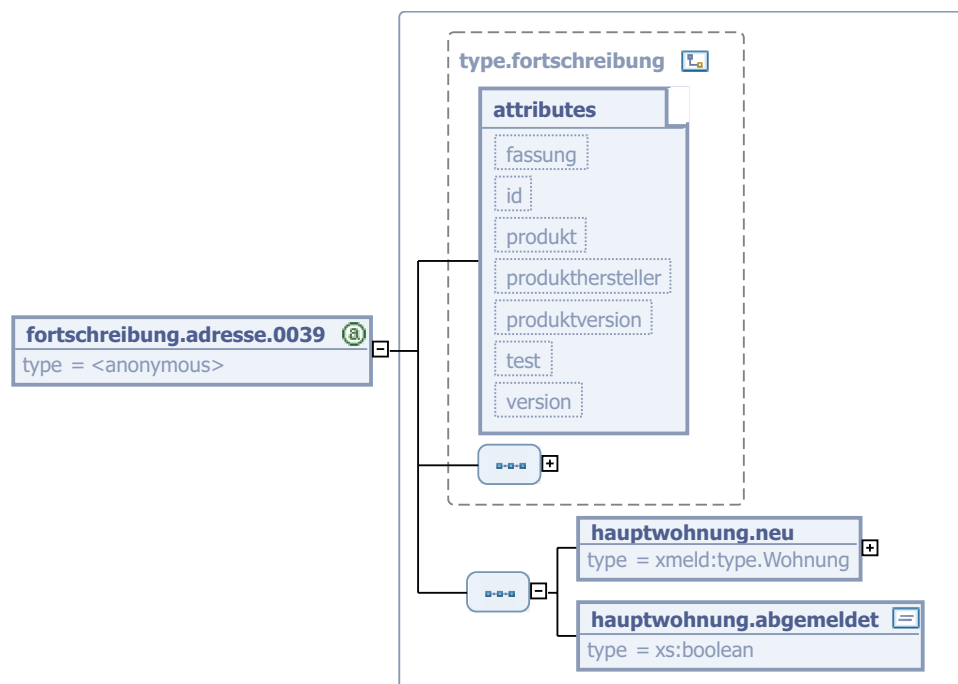 type.fortschreibung
attributes
fassung
id
produkt
produkthersteller
produktversion
test
version
fortschreibung.adresse.0039 a
type = <anonymous>
hauptwohnung.neu
type = xmeld:type.Wohnung
hauptwohnung.abgemeldet
type = xs:boolean